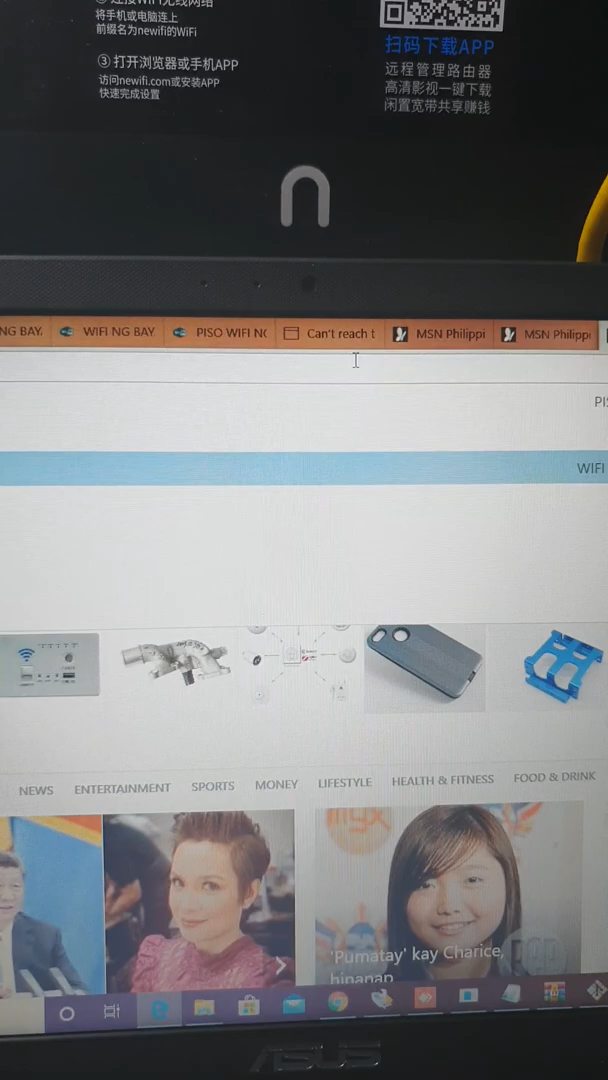 将手机或电脑连上
前缀名为newifi的WiFi
③ 打开浏览器或手机APP
访问newifi.com或安装APP
快速完成设置
扫码下载APP
远程管理路由器
高清影视一键下载
闲置宽带共享赚钱
NG BAY.
WIFI NG BAY
PISO WIFI NG
Can't reach t
MSN Philippi
MSN Philippi
WIFI
NEWS
ENTERTAINMENT
SPORTS
MONEY
LIFESTYLE
HEALTH & FITNESS
FOOD & DRINK
'Pumatay' kay Charice,
hinanap
ASUS